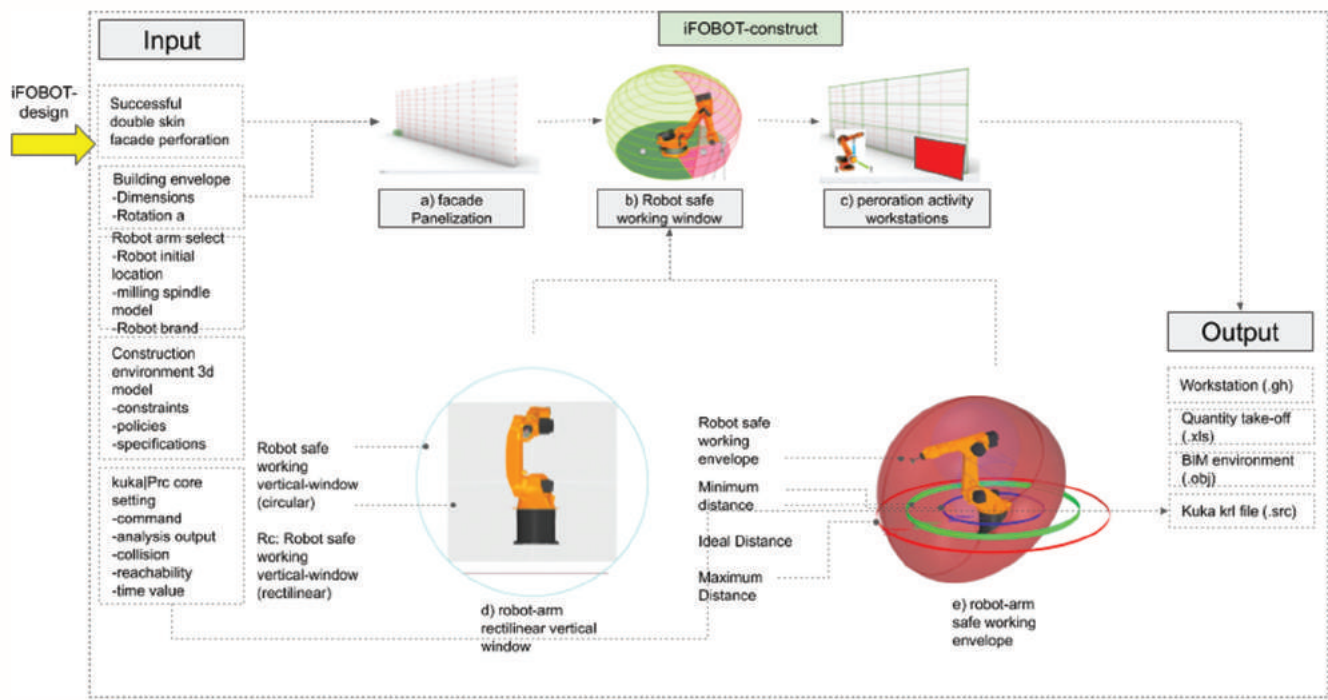 iFOBOT-construct
Input
iFOBOT-
design
Successful
double skin
facade perforation
Building envelope
-Dimensions
-Rotation a
Robot arm select
-Robot initial
location
-milling spindle
model
-Robot brand
Construction
environment 3d
model
-constraints
-policies
-specifications
kuka|Prc core
setting
-command
-analysis output
-collision
-reachability
-time value
a) facade
Panelization
b) Robot safe
working window
c) peroration activity
workstations
Robot safe
working
vertical-window
(circular)
Rc: Robot safe
working
vertical-window
(rectilinear)
d) robot-arm
rectilinear vertical
window
Robot safe
working
envelope
Minimum
distance
Ideal Distance
Maximum
Distance
e) robot-arm
safe working
envelope
Output
Workstation (.gh)
Quantity take-off
(.xls)
BIM environment
(.obj)
Kuka krl file (.src)